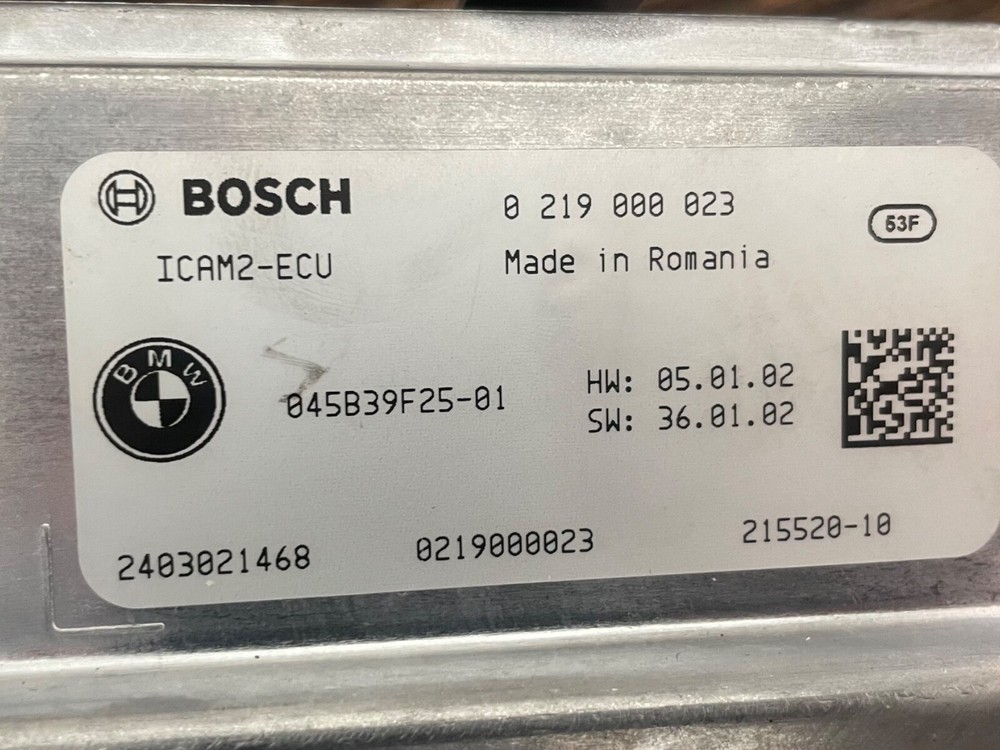 BOSCH
0 219 000 023
53F
ICAM2-ECU
Made in Romania
BMW
045B39F25-01
HW: 05.01.02
SW: 36.01.02
2403021468
0219000023
215520-10